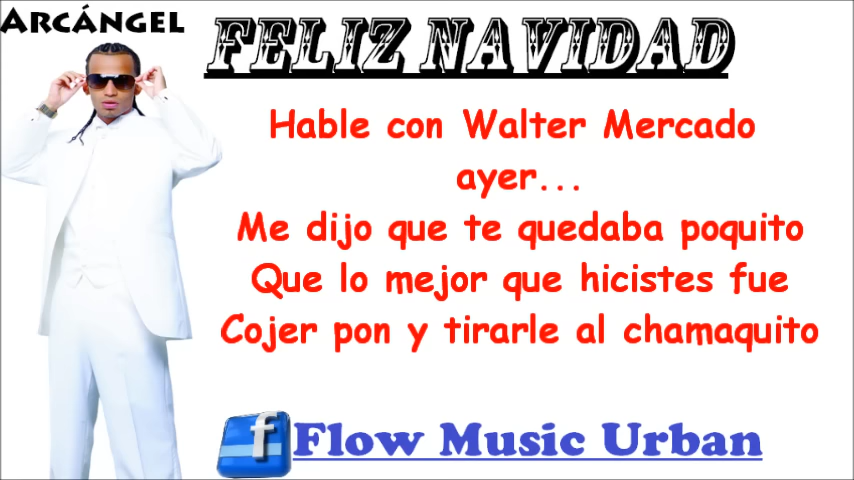 ARCÁNGEL
FELIZ NAVIDAD
Hable con Walter Mercado
ayer...
Me dijo que te quedaba poquito
Que lo mejor que hicistes fue
Cojer pon y tirarle al chamaquito
f Flow Music Urban